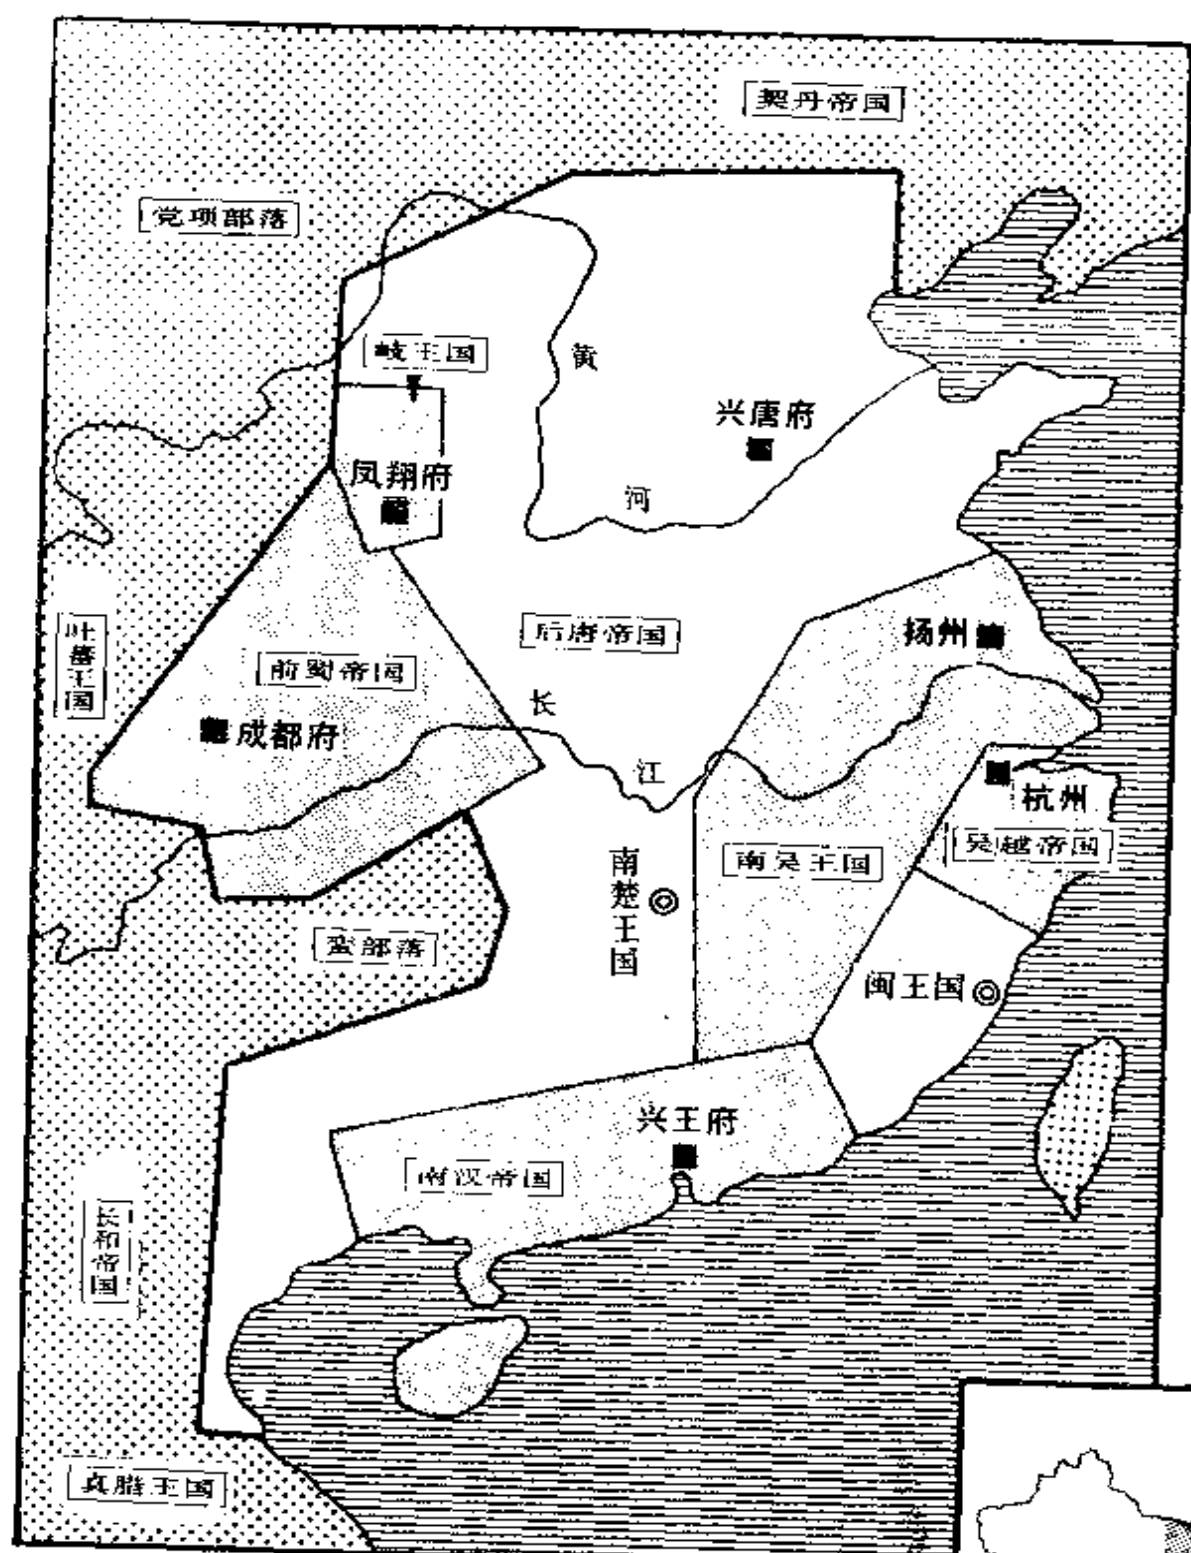 契丹帝国
党项部落
岐王国
黄
兴唐府
凤翔府
河
吐蕃王国
后唐帝国
扬州
前蜀帝国
长
成都府
江
杭州
吴越帝国
南吴王国
南楚王国
蛮部落
闽王国
兴王府
南汉帝国
长和帝国
真腊王国